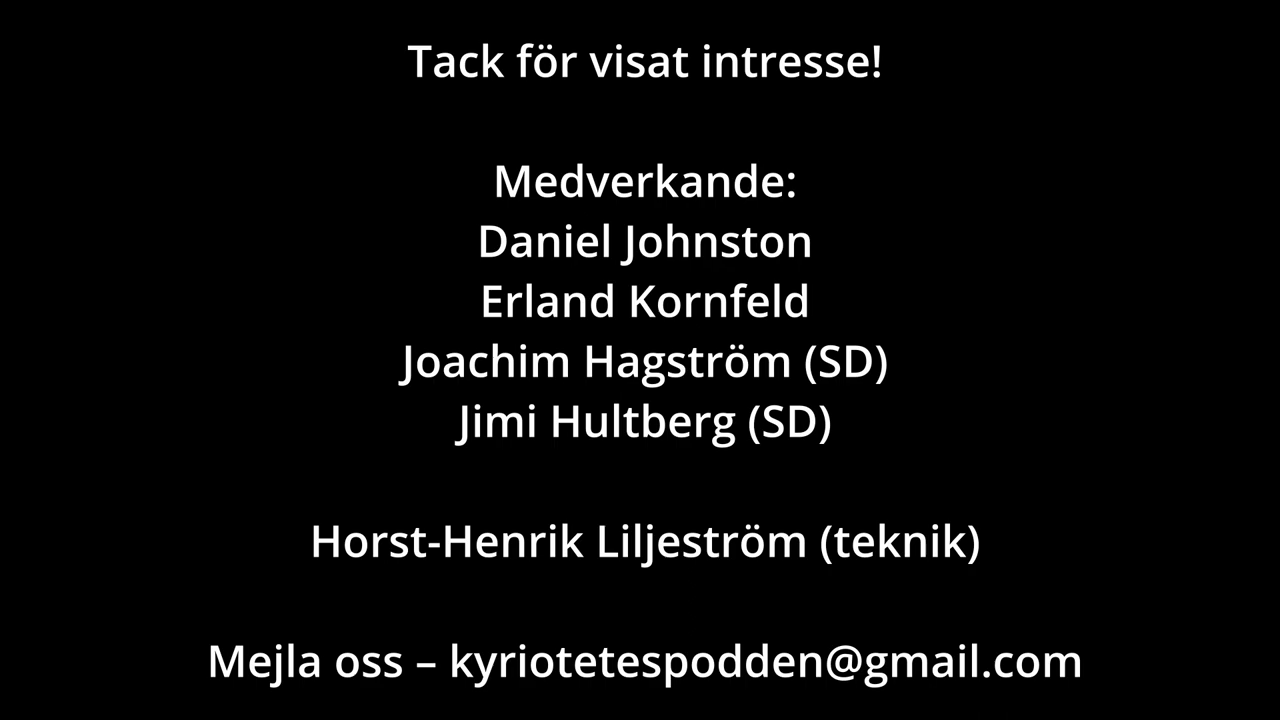 Tack för visat intresse!
Medverkande:
Daniel Johnston
Erland Kornfeld
Joachim Hagström (SD)
Jimi Hultberg (SD)
Horst-Henrik Liljeström (teknik)
Mejla oss – kyriotetespodden@gmail.com